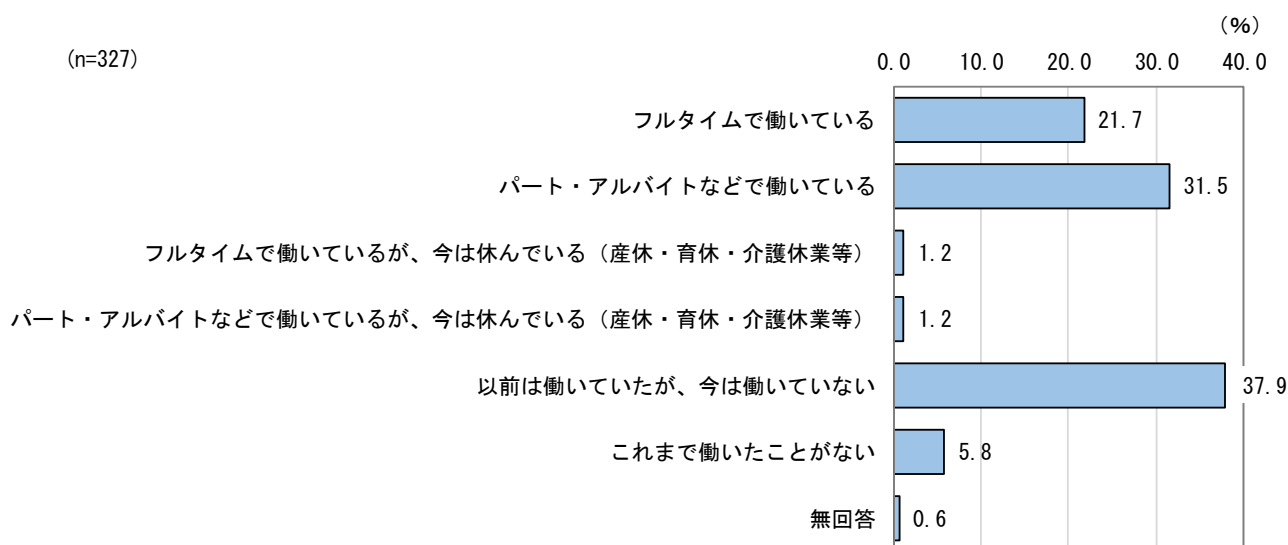 （％）
(n=327)
0.0 10.0 20.0 30.0 40.0
フルタイムで働いている 21.7
パート・アルバイトなどで働いている 31.5
フルタイムで働いているが、今は休んでいる（産休・育休・介護休業等） 1.2
パート・アルバイトなどで働いているが、今は休んでいる（産休・育休・介護休業等） 1.2
以前は働いていたが、今は働いていない 37.9
これまで働いたことがない 5.8
無回答 0.6